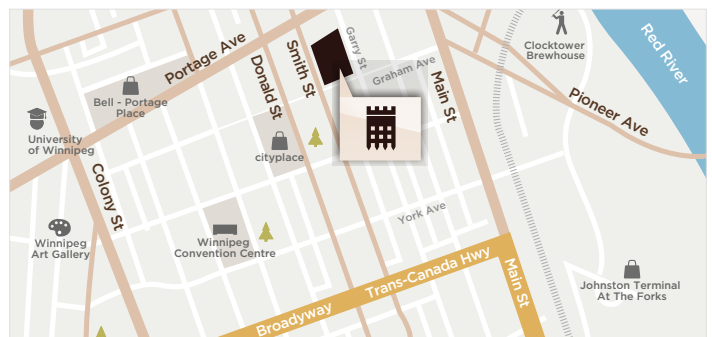 Portage Ave
Smith St
Garry St
Graham Ave
Donald St
Main St
Clocktower
Brewhouse
Red River
Pioneer Ave
Bell - Portage
Place
University
of Winnipeg
cityplace
Colony St
Winnipeg
Art Gallery
Winnipeg
Convention Centre
York Ave
Broadyway
Trans-Canada Hwy
Main St
Johnston Terminal
At The Forks